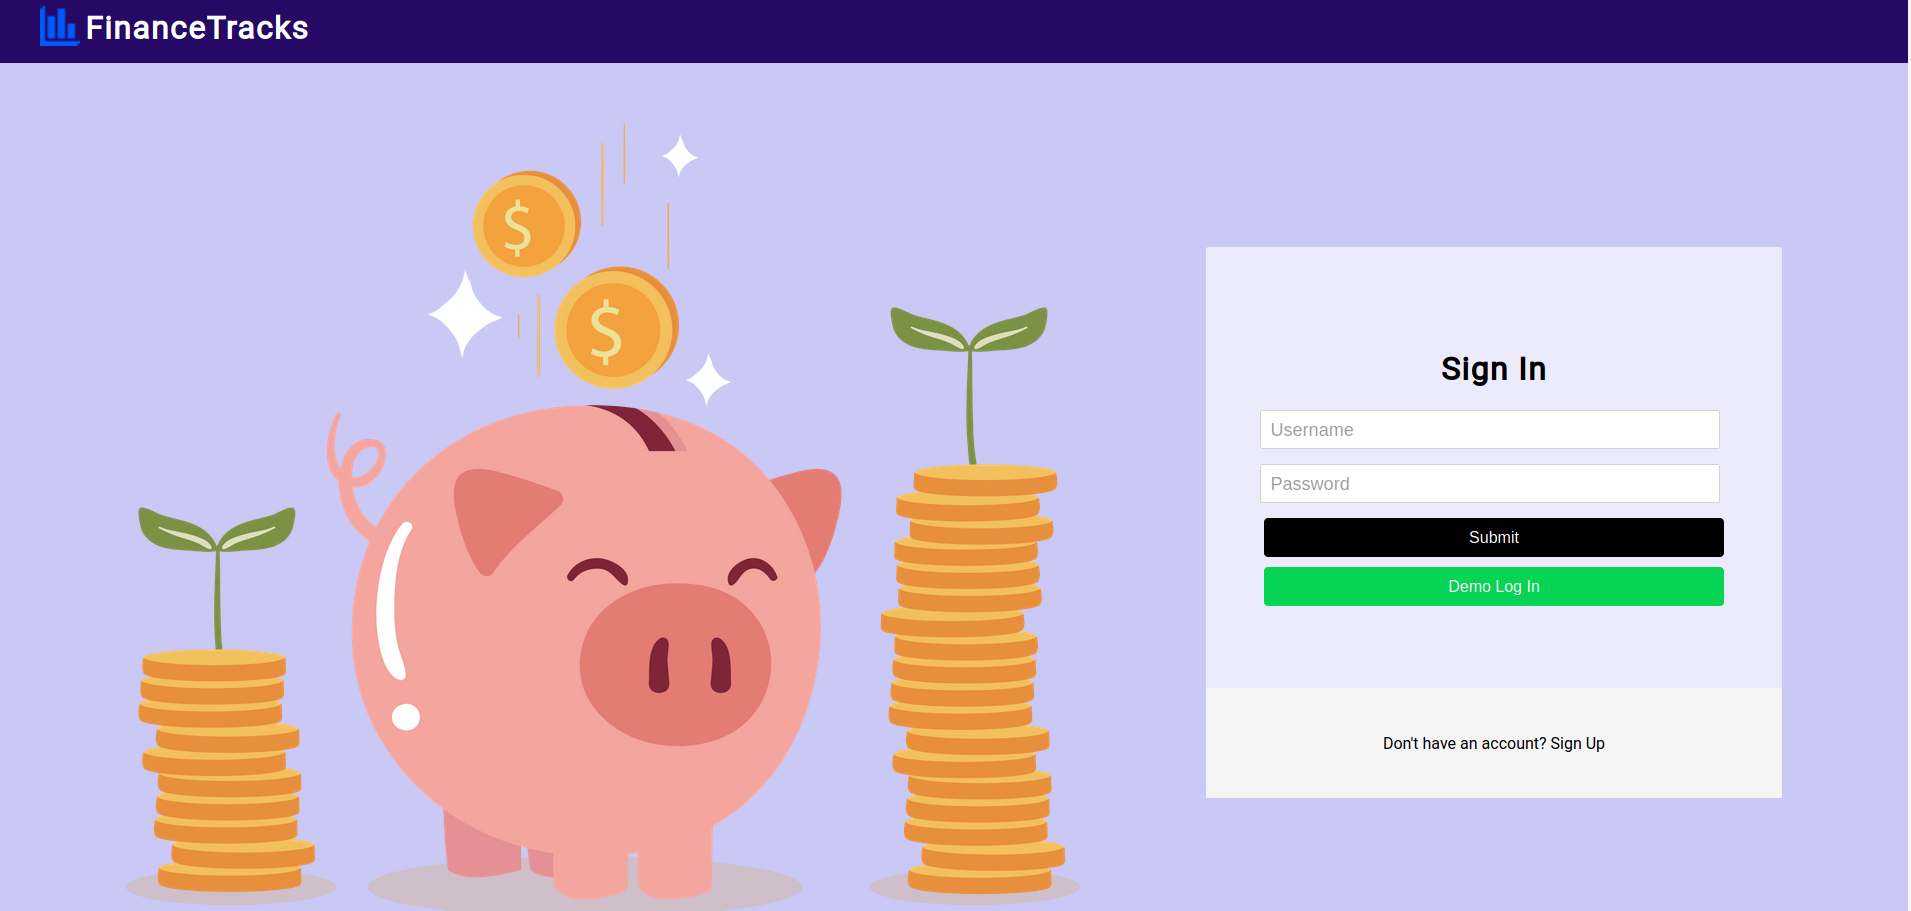 FinanceTracks
$
$
Sign In
Username
Password
Submit
Demo Log In
Don't have an account? Sign Up